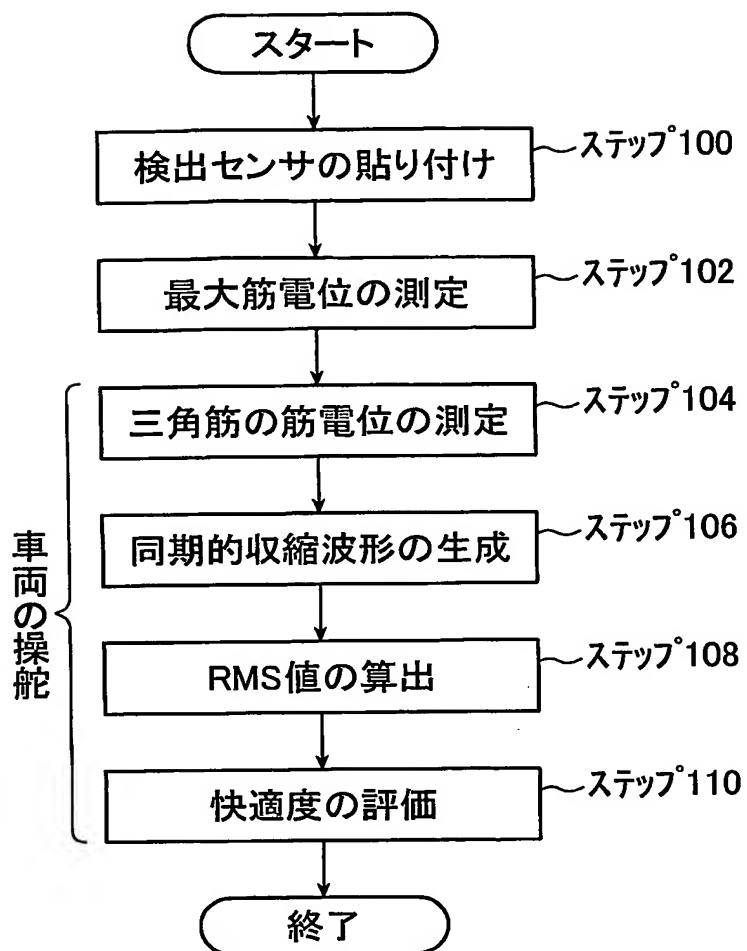 スタート
検出センサの貼り付け
ステップ100
最大筋電位の測定
ステップ102
三角筋の筋電位の測定
ステップ104
同期的収縮波形の生成
ステップ106
車両の操舵
RMS値の算出
ステップ108
快適度の評価
ステップ110
終了